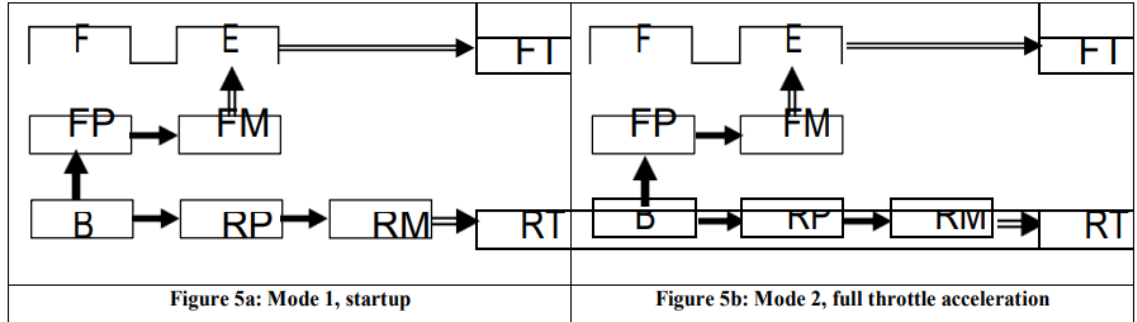 F E FT F E FT
FP FM FP FM
B RP RM RT B RP RM RT
Figure 5a: Mode 1, startup Figure 5b: Mode 2, full throttle acceleration